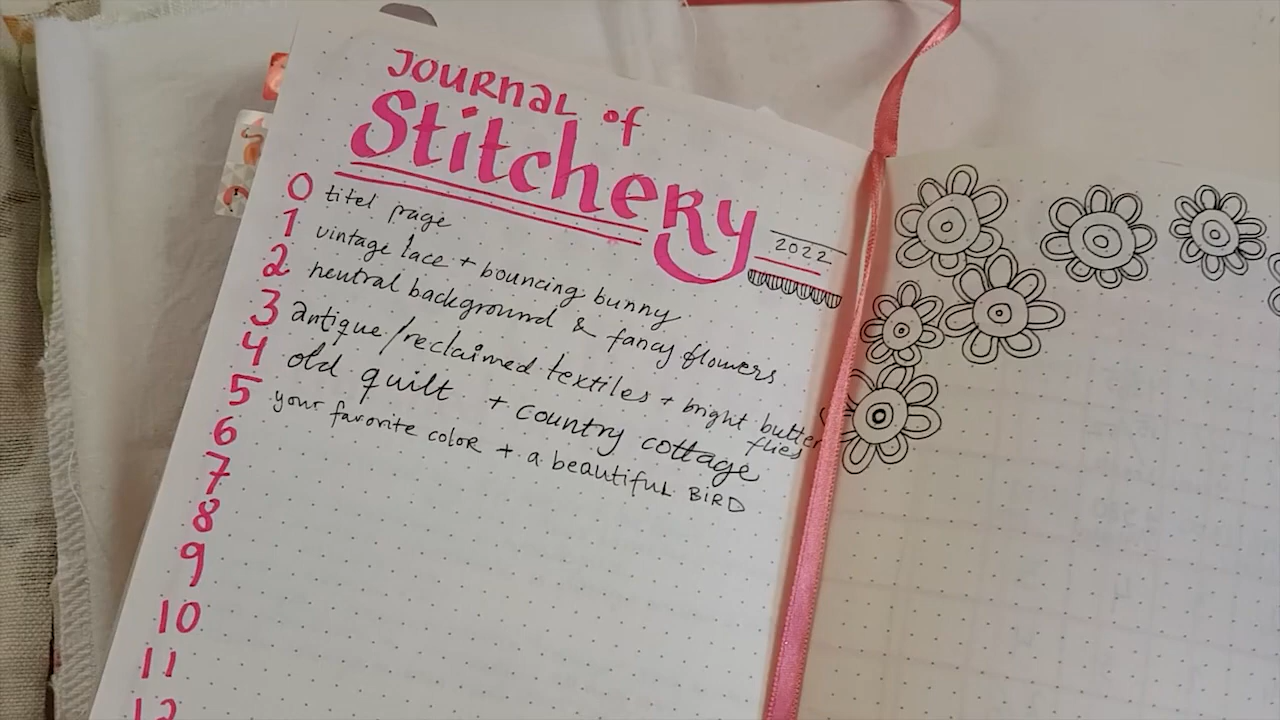 JOURNAL of
Stitchery
2022
0 titel page
1 vintage lace + bouncing bunny
2 neutral background & fancy flowers
3 antique/reclaimed textiles + bright butter
flies
4 old quilt + country cottage
5 your favorite color + a beautiful BIRD
6
7
8
9
10
11
12